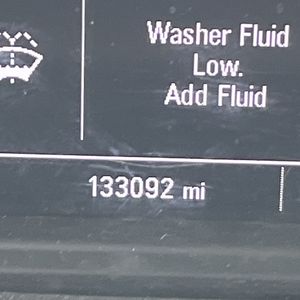 Washer Fluid
Low.
Add Fluid
133092 mi